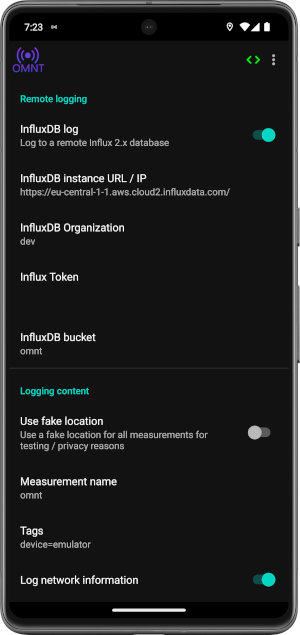 7:23
OMNT
Remote logging
InfluxDB log
Log to a remote Influx 2.x database
InfluxDB instance URL / IP
https://eu-central-1-1.aws.cloud2.influxdata.com/
InfluxDB Organization
dev
Influx Token
InfluxDB bucket
omnt
Logging content
Use fake location
Use a fake location for all measurements for
testing / privacy reasons
Measurement name
omnt
Tags
device=emulator
Log network information